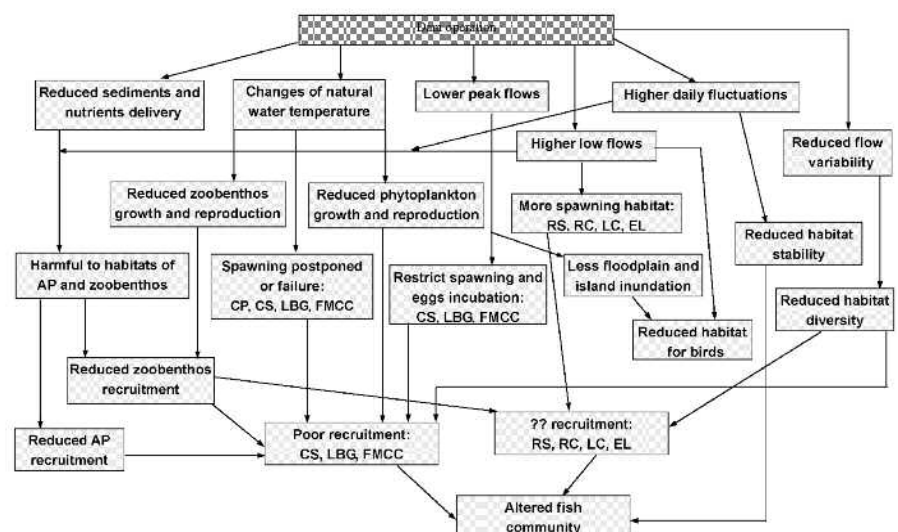 Dam operation
Reduced sediments and
nutrients delivery
Changes of natural
water temperature
Lower peak flows
Higher daily fluctuations
Higher low flows
Reduced flow
variability
Reduced zoobenthos
growth and reproduction
Reduced phytoplankton
growth and reproduction
More spawning habitat:
RS, RC, LC, EL
Reduced habitat
stability
Harmful to habitats of
AP and zoobenthos
Spawning postponed
or failure:
CP, CS, LBG, FMCC
Restrict spawning and
eggs incubation:
CS, LBG, FMCC
Less floodplain and
island inundation
Reduced habitat
diversity
Reduced habitat
for birds
Reduced zoobenthos
recruitment
Reduced AP
recruitment
Poor recruitment:
CS, LBG, FMCC
?? recruitment:
RS, RC, LC, EL
Altered fish
community